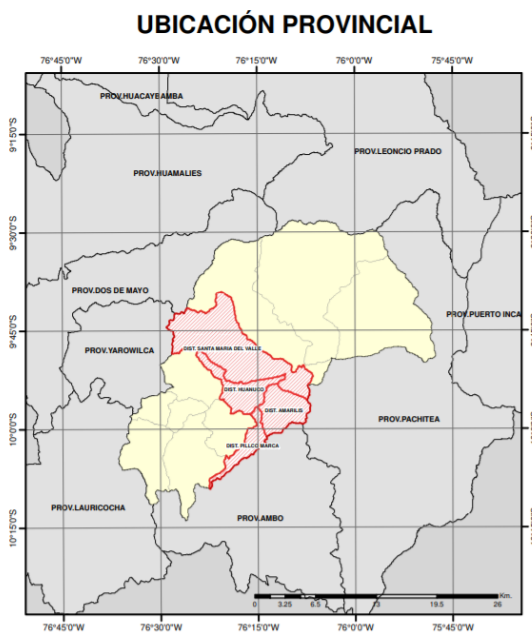 UBICACIÓN PROVINCIAL
76°45'0"W 76°30'0"W 76°15'0"W 76°0'0"W 75°45'0"W
PROV.HUACAYBAMBA
9°15'0"S
PROV.LEONCIO PRADO
PROV.HUAMALIES
9°30'0"S
PROV.DOS DE MAYO
PROV.PUERTO INCA
9°45'0"S
DIST. SANTA MARIA DEL VALLE
PROV.YAROWILCA
DIST. HUANUCO
DIST. AMARILIS
PROV.PACHITEA
10°0'0"S
DIST. PILLCO MARCA
PROV.LAURICOCHA
PROV.AMBO
10°15'0"S
Km.
0 3.25 6.5 13 19.5 26
76°45'0"W 76°30'0"W 76°15'0"W 76°0'0"W 75°45'0"W